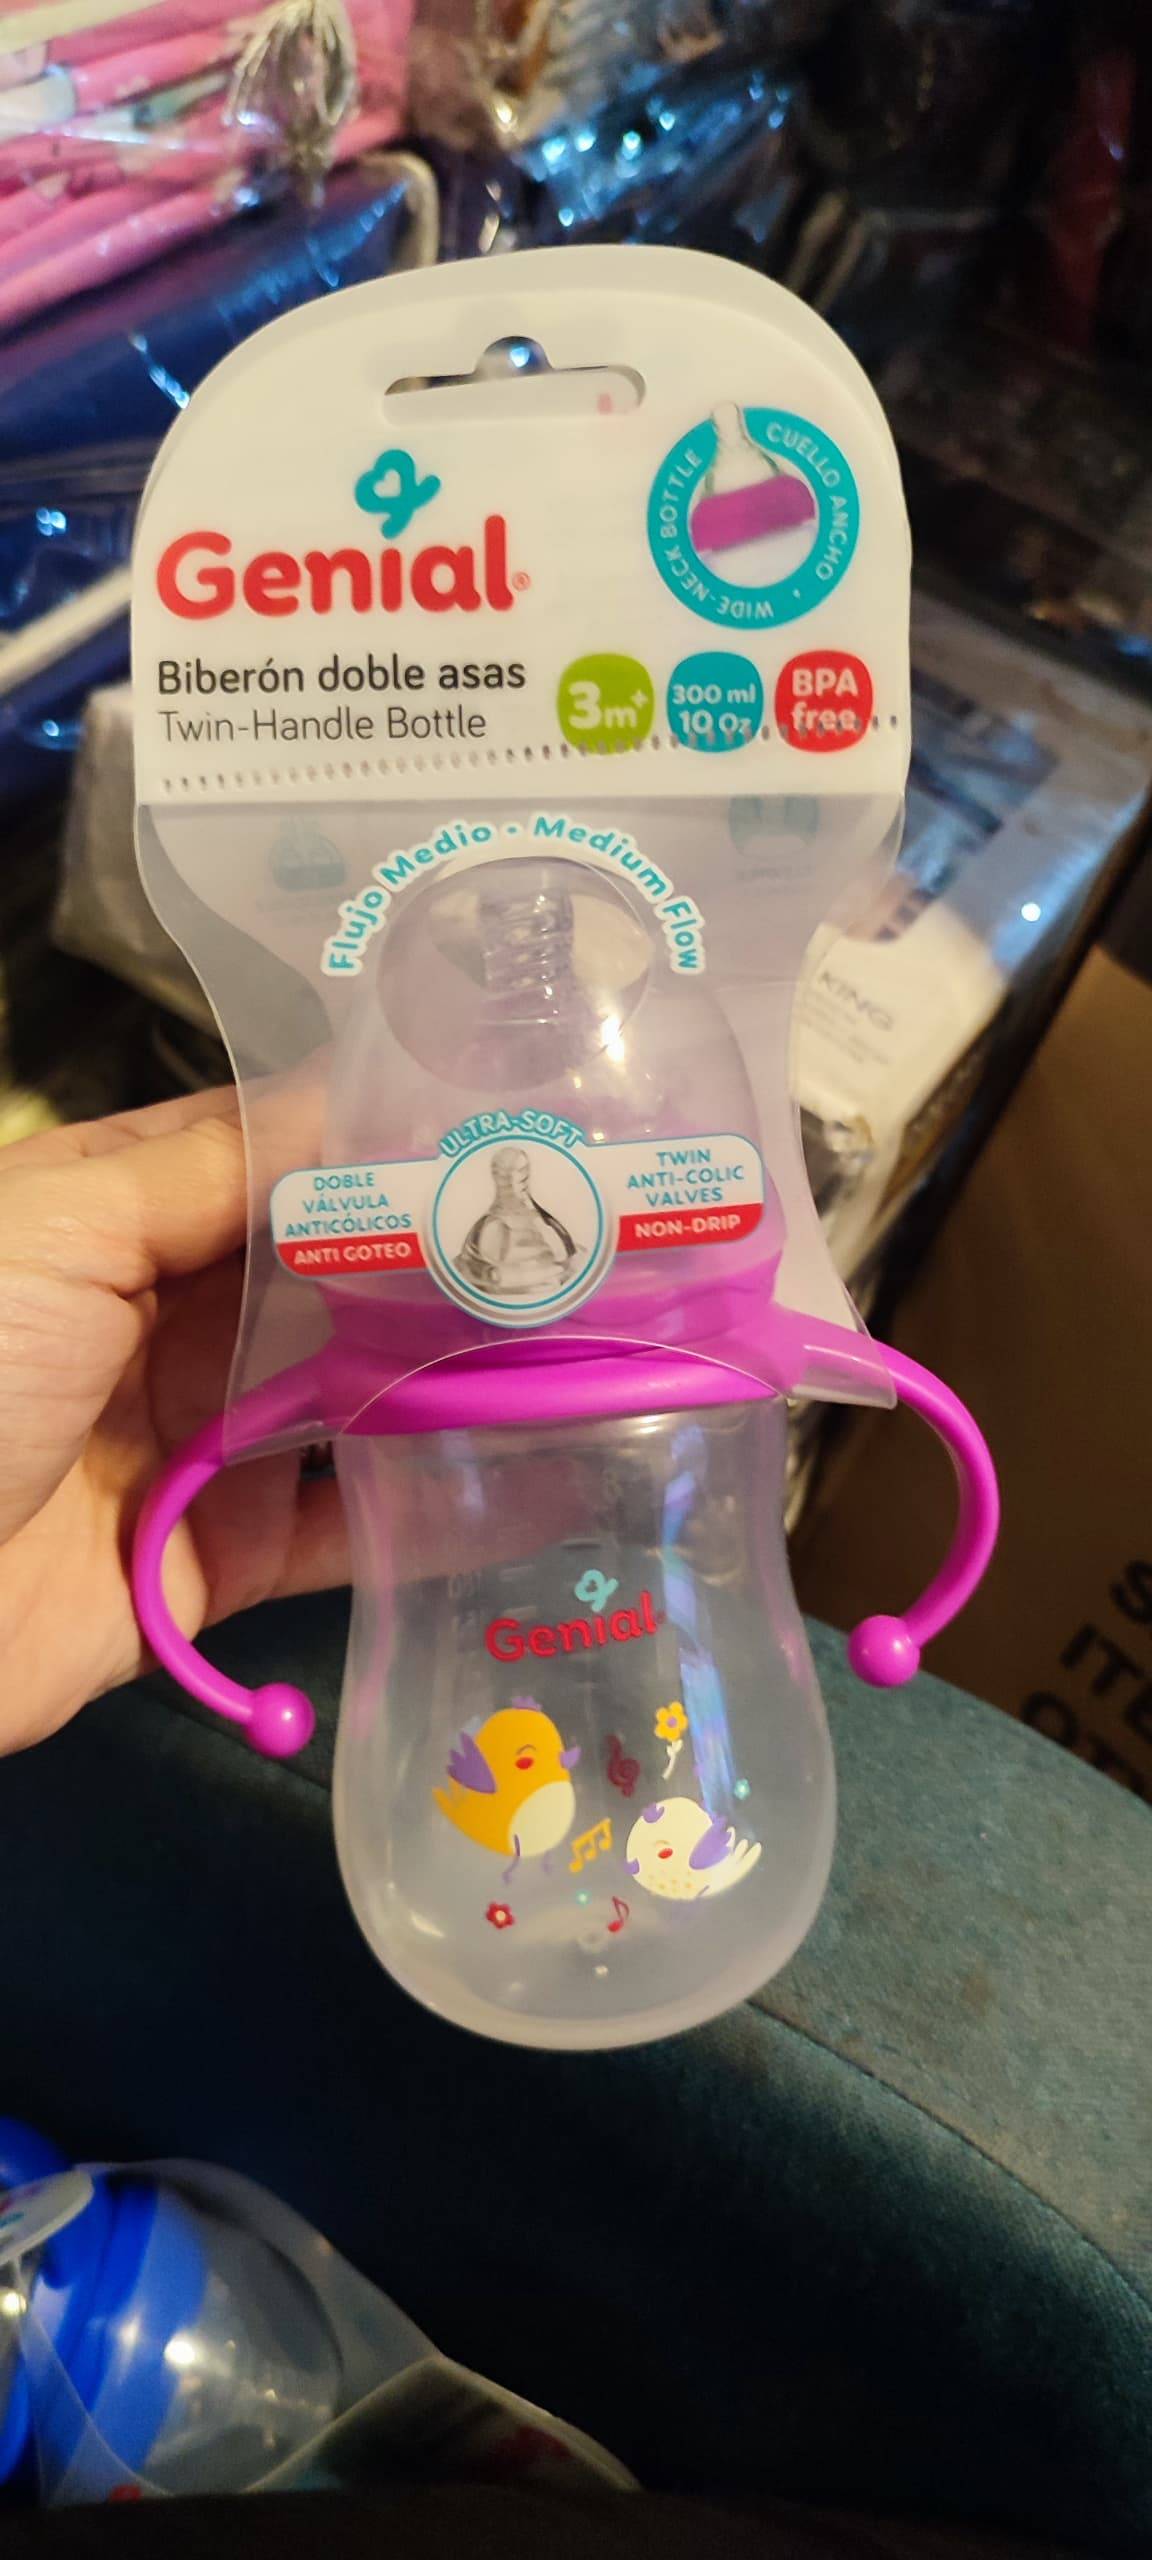 CUELLO ANCHO · WIDE-NECK BOTTLE
Genial®
Biberón doble asas
Twin-Handle Bottle
3m+
300 ml
10 Oz
BPA
free
Flujo Medio · Medium Flow
ULTRA-SOFT
DOBLE
VÁLVULA
ANTICÓLICOS
ANTI GOTEO
TWIN
ANTI-COLIC
VALVES
NON-DRIP
Genial
KING